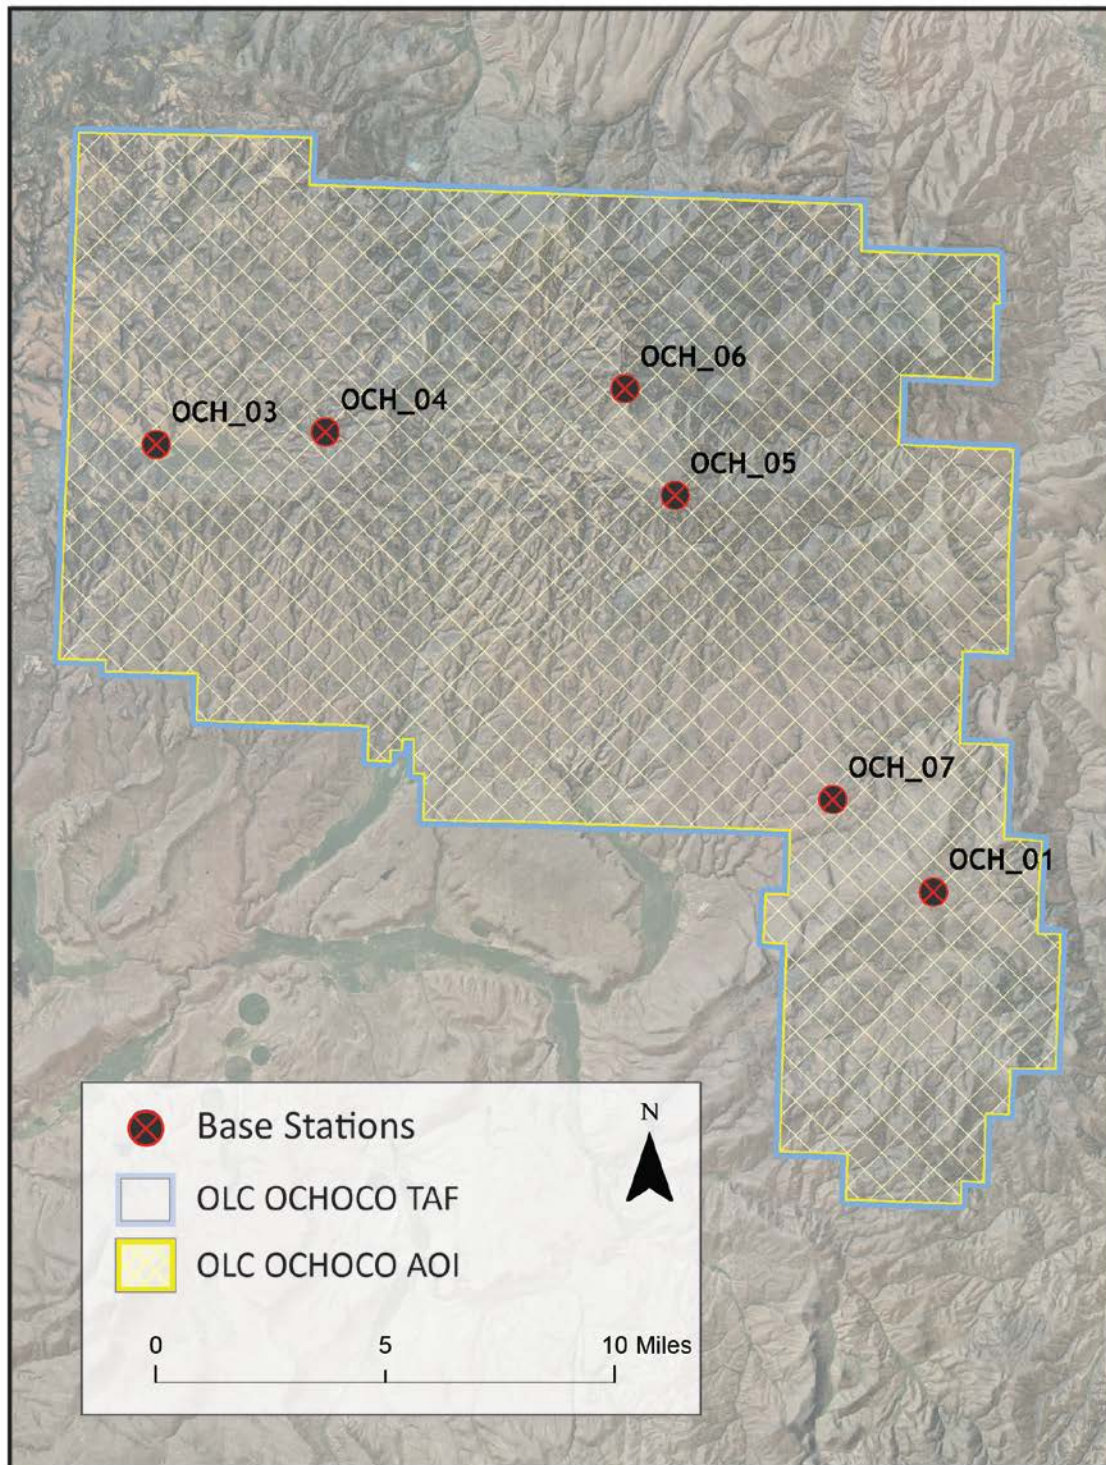 OCH_06
OCH_03
OCH_04
OCH_05
OCH_07
OCH_01
Base Stations
N
OLC OCHOCO TAF
OLC OCHOCO AOI
0 5 10 Miles